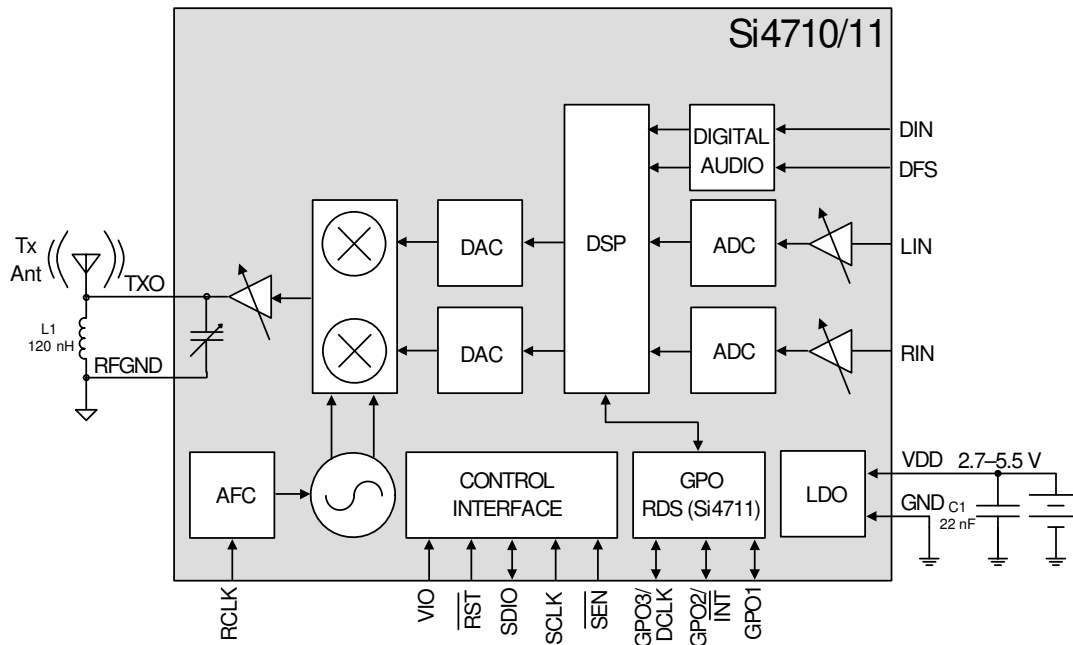 Si4710/11
DIGITAL
AUDIO
DIN
DFS
DSP
DAC
ADC
LIN
Tx
Ant
TXO
L1
120 nH
RFGND
DAC
ADC
RIN
AFC
CONTROL
INTERFACE
GPO
RDS (Si4711)
LDO
VDD 2.7–5.5 V
GND
C1
22 nF
RCLK
VIO
RST
SDIO
SCLK
SEN
GPO3/
DCLK
GPO2/
INT
GPO1